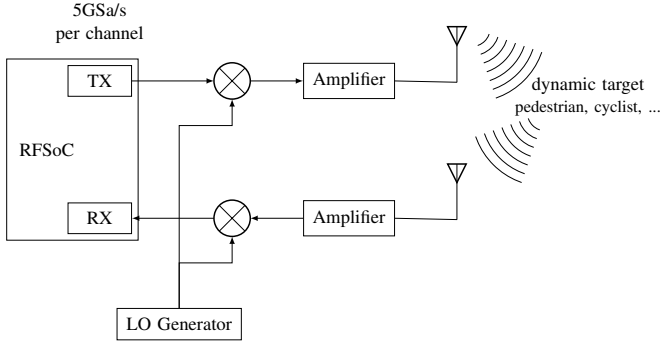 5GSa/s
per channel
TX
Amplifier
dynamic target
pedestrian, cyclist, ...
RFSoC
RX
Amplifier
LO Generator